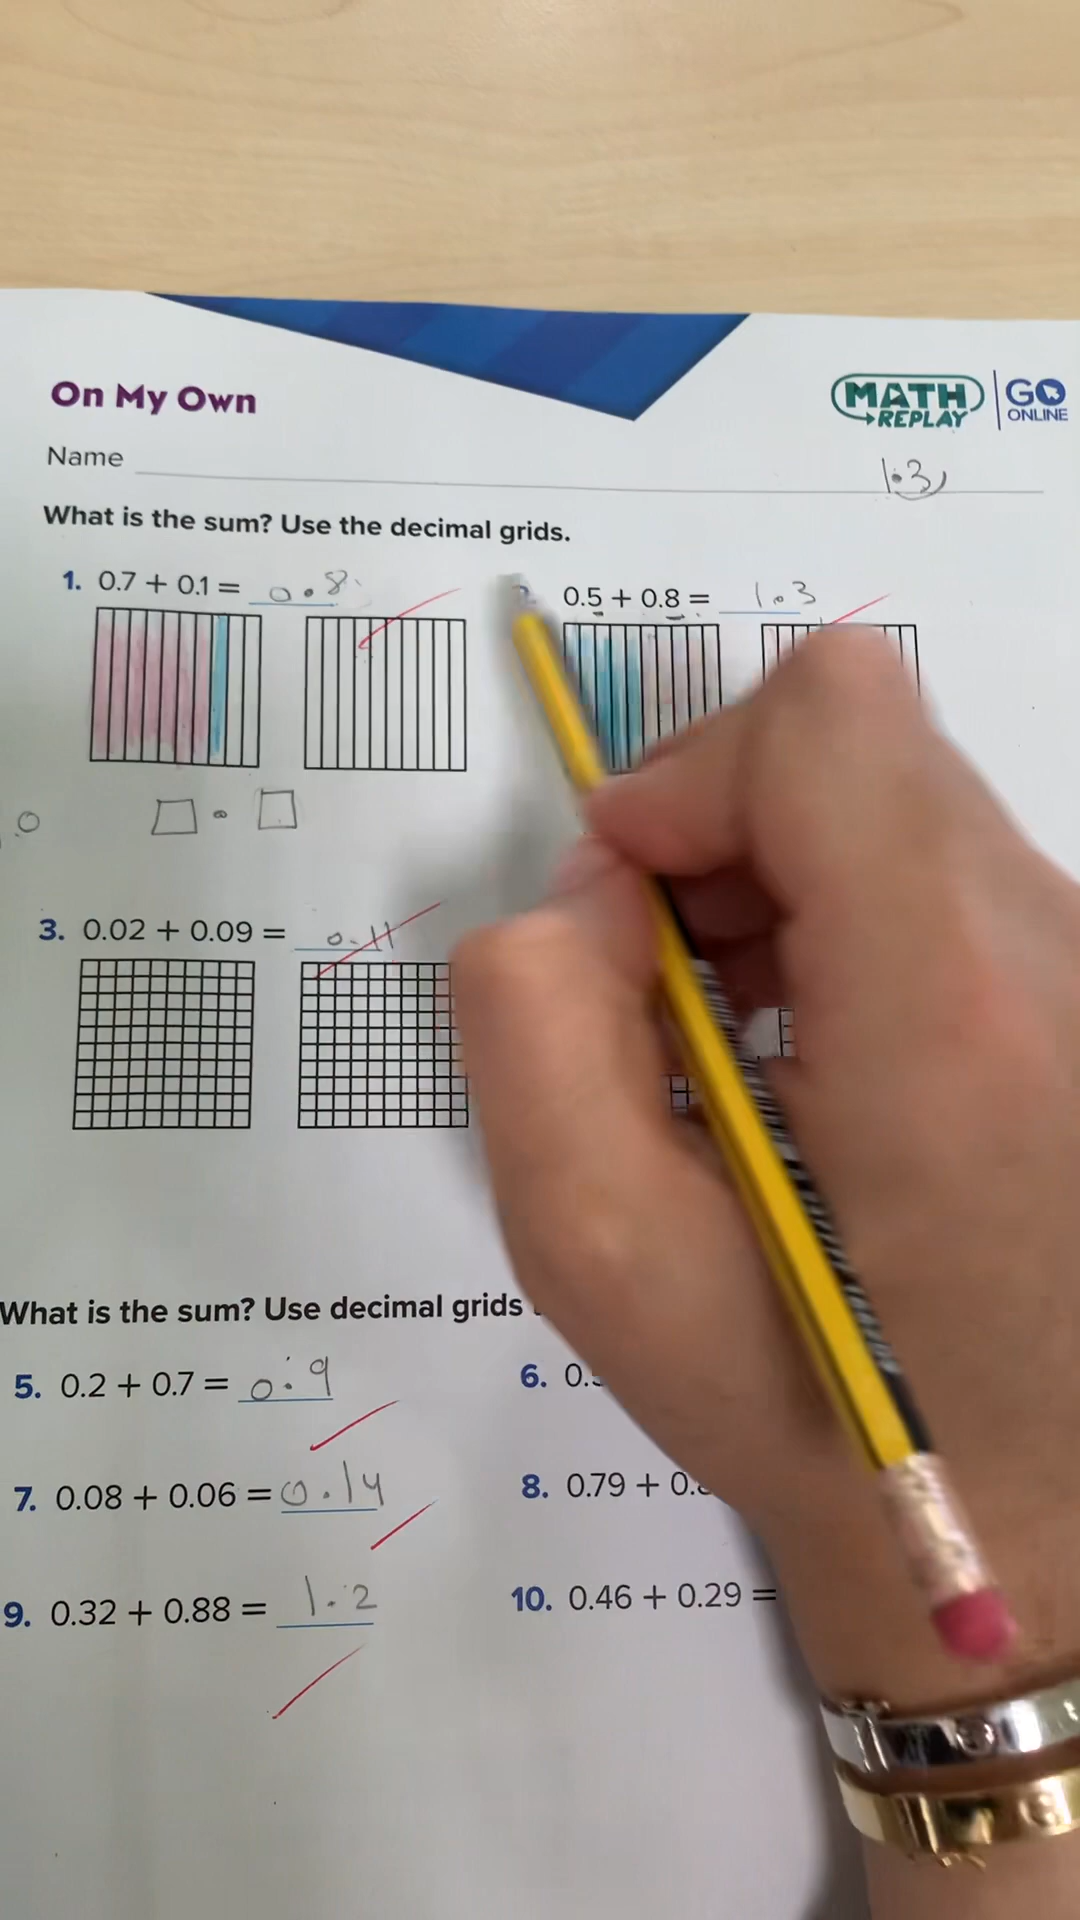 On My Own
MATH REPLAY GO ONLINE
Name
1.3
What is the sum? Use the decimal grids.
1. 0.7 + 0.1 = 0.8
0.5 + 0.8 = 1.3
0
3. 0.02 + 0.09 = 0.11
What is the sum? Use decimal grids
5. 0.2 + 0.7 = 0.9
6. 0.
7. 0.08 + 0.06 = 0.14
8. 0.79 + 0.
9. 0.32 + 0.88 = 1.2
10. 0.46 + 0.29 =